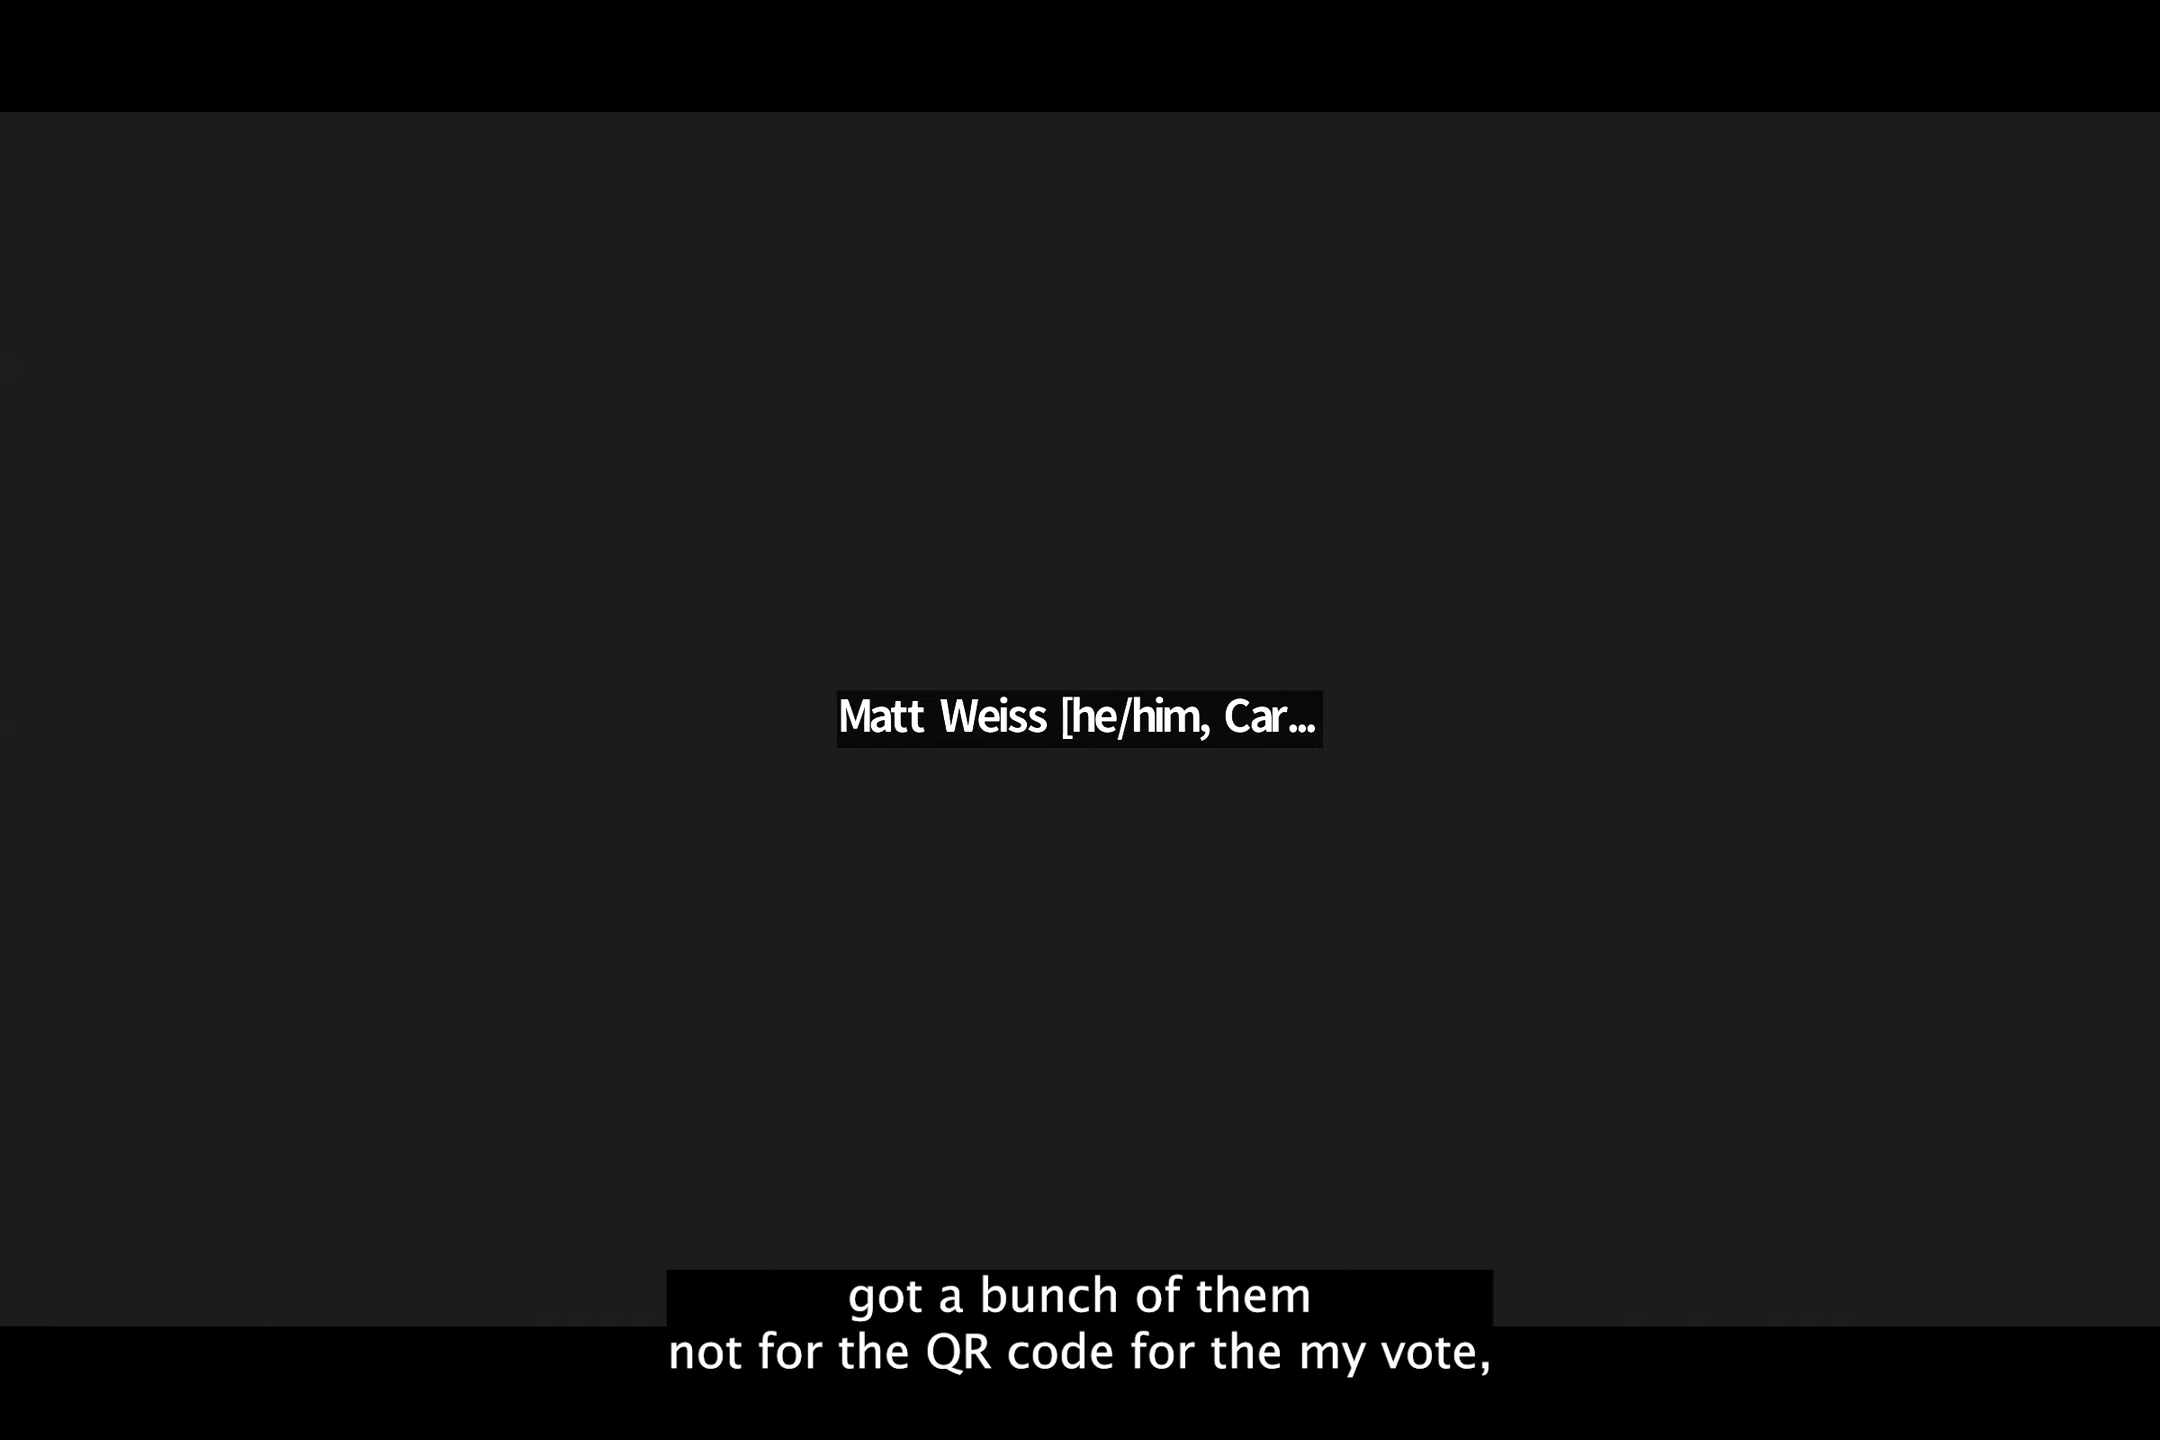 Matt Weiss [he/him, Car...
got a bunch of them
not for the QR code for the my vote,